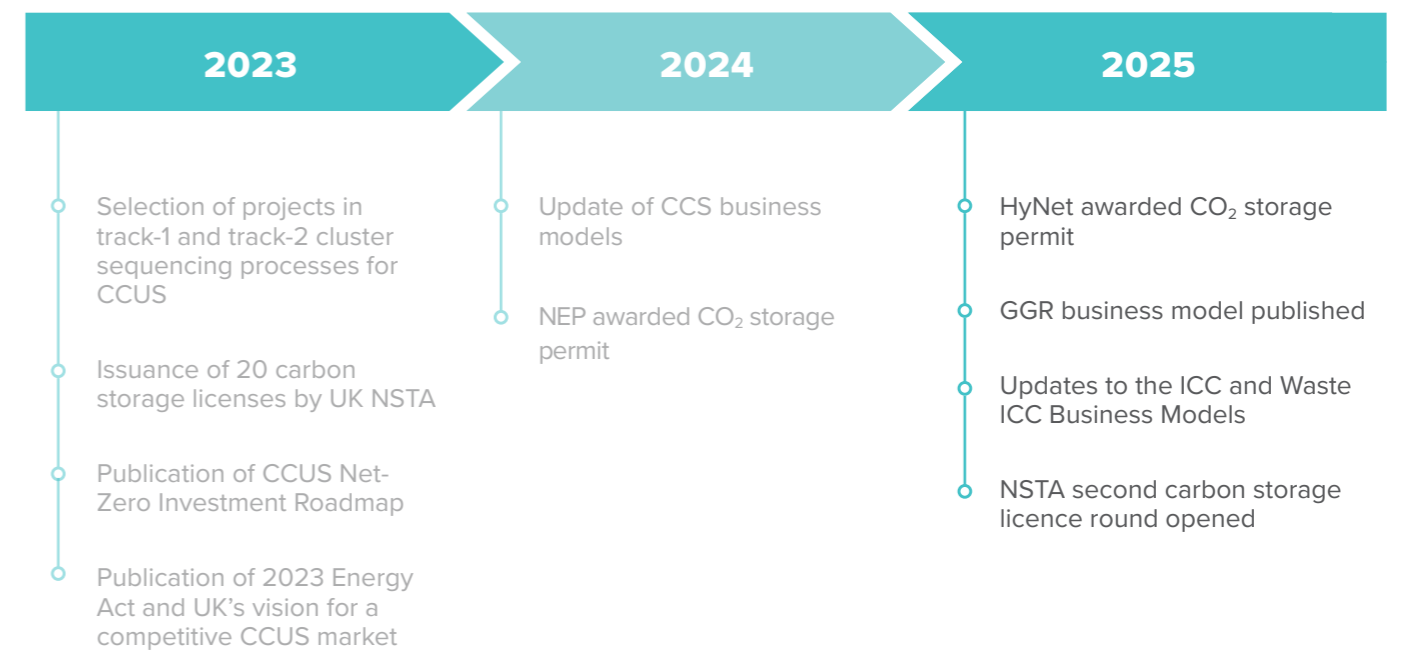 2023
2024
2025
Selection of projects in
track-1 and track-2 cluster
sequencing processes for
CCUS
Issuance of 20 carbon
storage licenses by UK NSTA
Publication of CCUS Net-
Zero Investment Roadmap
Publication of 2023 Energy
Act and UK’s vision for a
competitive CCUS market
Update of CCS business
models
NEP awarded CO₂ storage
permit
HyNet awarded CO₂ storage
permit
GGR business model published
Updates to the ICC and Waste
ICC Business Models
NSTA second carbon storage
licence round opened